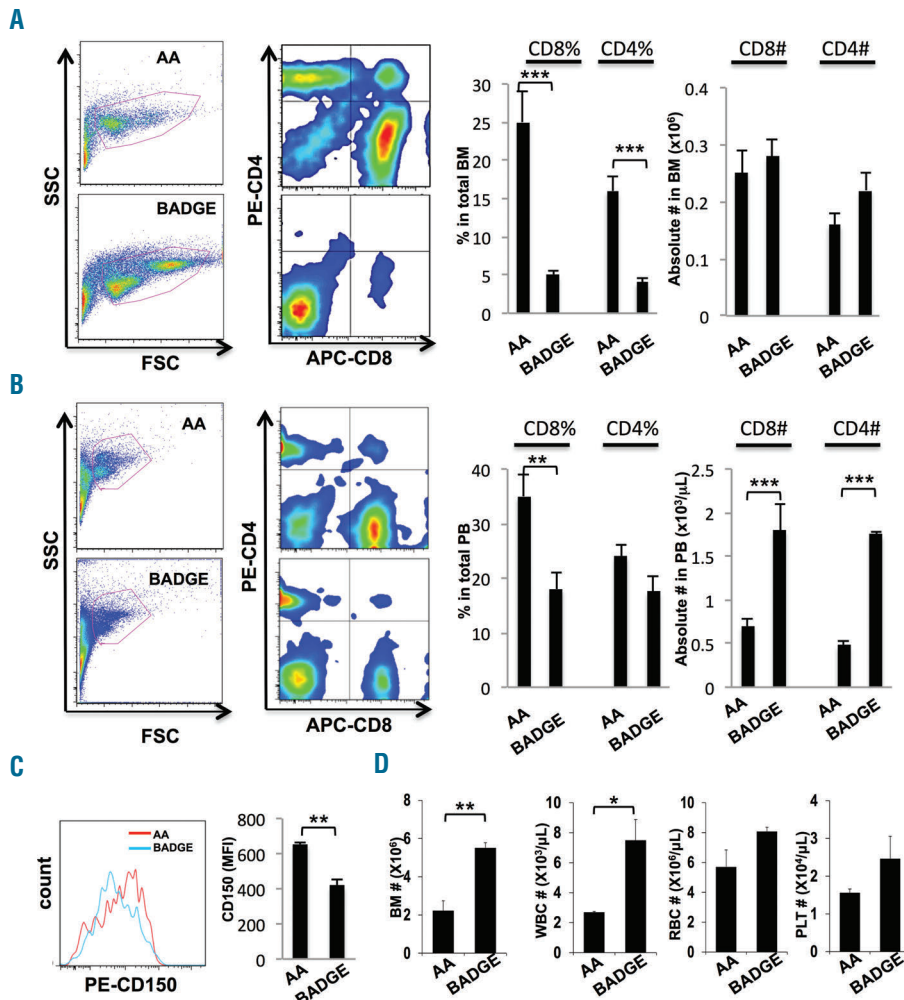 A
AA
BADGE
SSC
FSC
PE-CD4
APC-CD8
CD8% CD4%
***
***
% in total BM
30
25
20
15
10
5
0
AA
BADGE
AA
BADGE
CD8# CD4#
Absolute # in BM (x10⁶)
0.4
0.3
0.2
0.1
0
AA
BADGE
AA
BADGE
B
AA
BADGE
SSC
FSC
PE-CD4
APC-CD8
CD8% CD4%
**
% in total PB
40
30
20
10
0
AA
BADGE
AA
BADGE
CD8# CD4#
*** ***
Absolute # in PB (x10³/µL)
2.5
2
1.5
1
0.5
0
AA
BADGE
AA
BADGE
C
count
AA
BADGE
PE-CD150
CD150 (MFI)
800
600
400
200
0
**
AA
BADGE
D
BM # (X10⁶)
8
6
4
2
0
**
AA
BADGE
WBC # (X10³/µL)
10
8
6
4
2
0
*
AA
BADGE
RBC # (X10⁶/µL)
10
8
6
4
2
0
AA
BADGE
PLT # (X10⁴/µL)
4
3
2
1
0
AA
BADGE